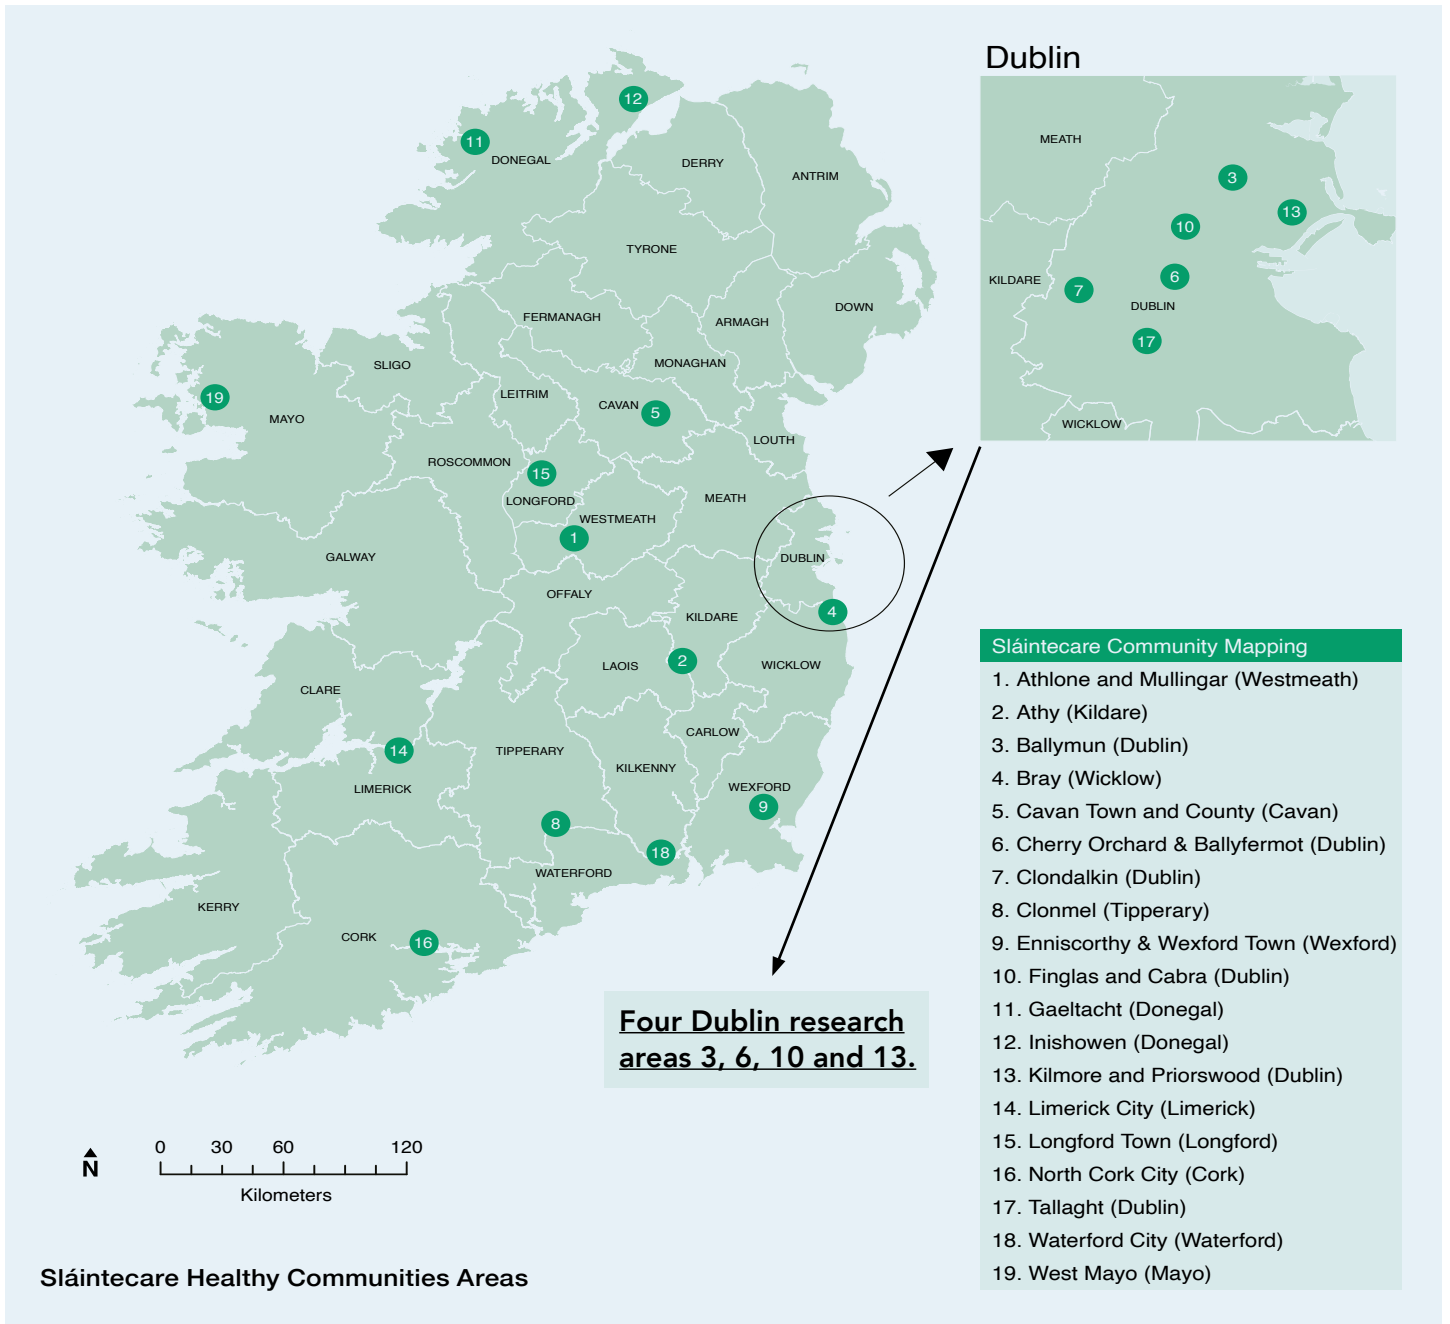 Dublin
12
11
DONEGAL
DERRY
ANTRIM
TYRONE
FERMANAGH
ARMAGH
DOWN
MONAGHAN
SLIGO
LEITRIM
CAVAN
5
19
MAYO
LOUTH
ROSCOMMON
15
LONGFORD
MEATH
WESTMEATH
1
GALWAY
DUBLIN
OFFALY
4
KILDARE
LAOIS
2
WICKLOW
CLARE
CARLOW
14
TIPPERARY
KILKENNY
LIMERICK
WEXFORD
9
8
18
WATERFORD
KERRY
CORK
16
MEATH
3
13
10
KILDARE
7
6
DUBLIN
17
WICKLOW
Four Dublin research
areas 3, 6, 10 and 13.
Sláintecare Community Mapping
1. Athlone and Mullingar (Westmeath)
2. Athy (Kildare)
3. Ballymun (Dublin)
4. Bray (Wicklow)
5. Cavan Town and County (Cavan)
6. Cherry Orchard & Ballyfermot (Dublin)
7. Clondalkin (Dublin)
8. Clonmel (Tipperary)
9. Enniscorthy & Wexford Town (Wexford)
10. Finglas and Cabra (Dublin)
11. Gaeltacht (Donegal)
12. Inishowen (Donegal)
13. Kilmore and Priorswood (Dublin)
14. Limerick City (Limerick)
15. Longford Town (Longford)
16. North Cork City (Cork)
17. Tallaght (Dublin)
18. Waterford City (Waterford)
19. West Mayo (Mayo)
N
0 30 60 120
Kilometers
Sláintecare Healthy Communities Areas